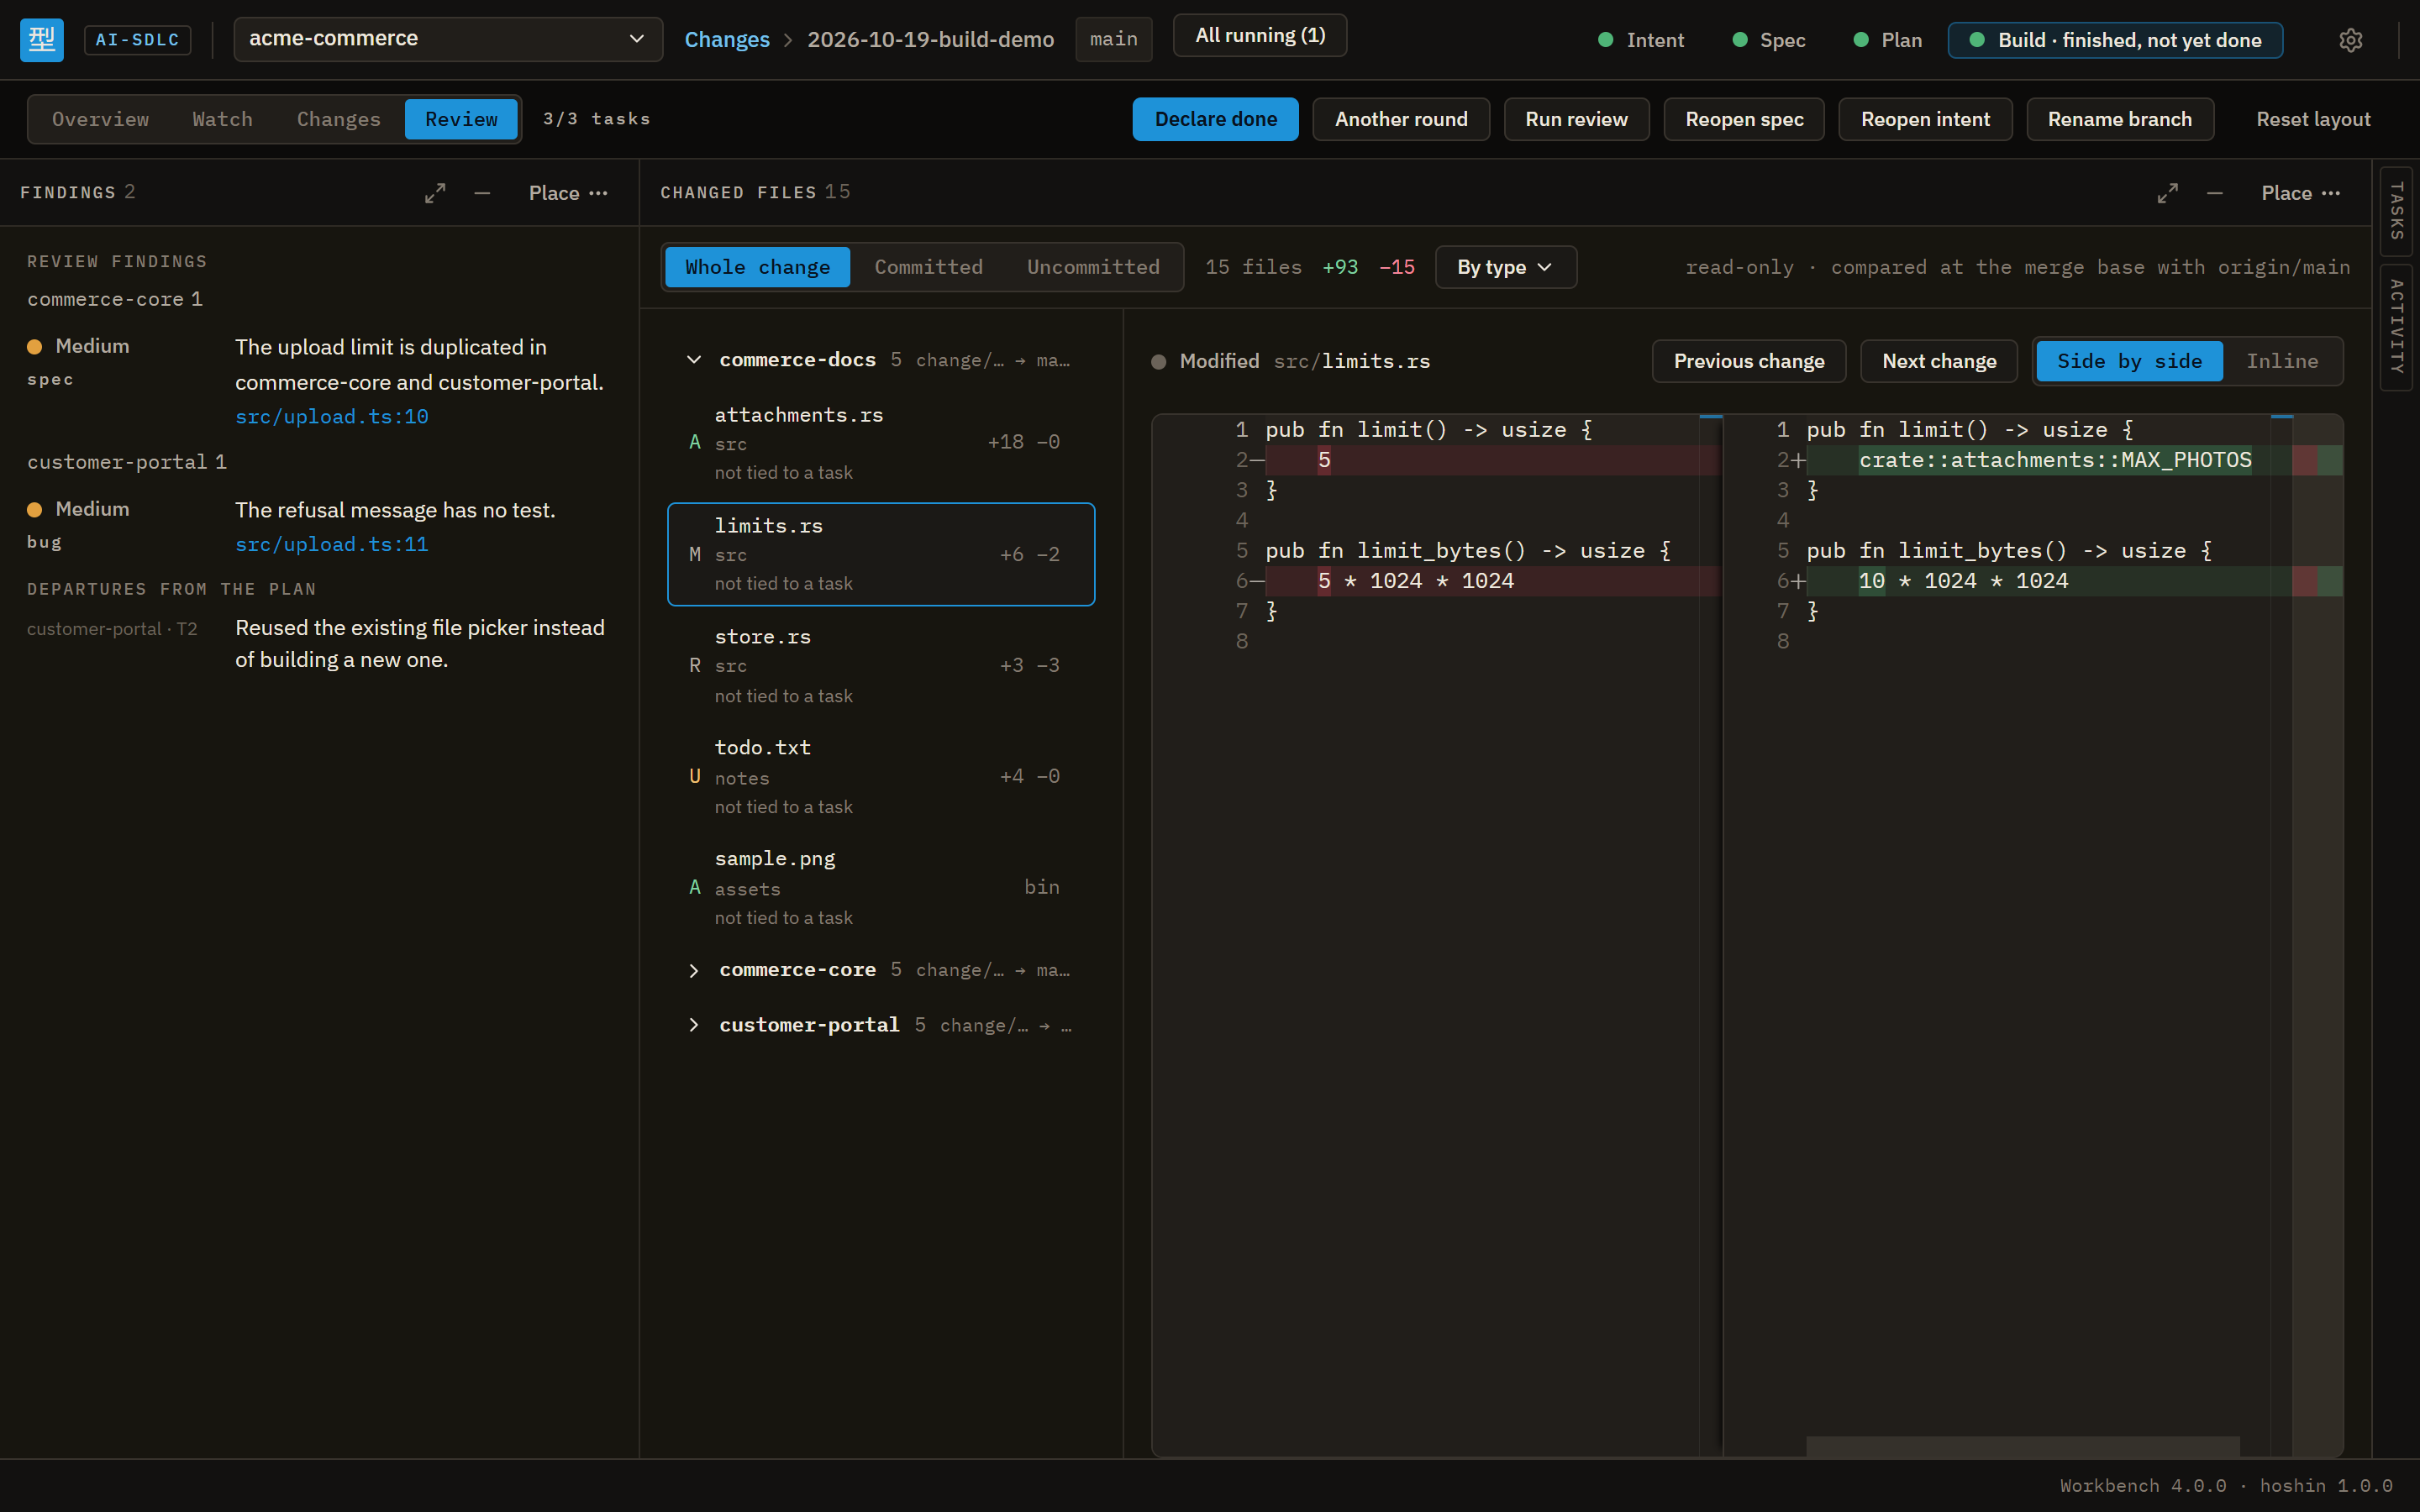 型 AI-SDLC acme-commerce Changes 2026-10-19-build-demo main All running (1) Intent Spec Plan Build · finished, not yet done
Overview Watch Changes Review 3/3 tasks Declare done Another round Run review Reopen spec Reopen intent Rename branch Reset layout
FINDINGS 2 Place ···
REVIEW FINDINGS
commerce-core 1
Medium
spec
The upload limit is duplicated in
commerce-core and customer-portal.
src/upload.ts:10
customer-portal 1
Medium
bug
The refusal message has no test.
src/upload.ts:11
DEPARTURES FROM THE PLAN
customer-portal · T2
Reused the existing file picker instead
of building a new one.
CHANGED FILES 15 Place ···
Whole change Committed Uncommitted 15 files +93 −15 By type read-only · compared at the merge base with origin/main
commerce-docs 5 change/… → ma…
attachments.rs
A src +18 −0
not tied to a task
limits.rs
M src +6 −2
not tied to a task
store.rs
R src +3 −3
not tied to a task
todo.txt
U notes +4 −0
not tied to a task
sample.png
A assets bin
not tied to a task
commerce-core 5 change/… → ma…
customer-portal 5 change/… → …
Modified src/limits.rs Previous change Next change Side by side Inline
1 pub fn limit() -> usize {
2− 5
3 }
4
5 pub fn limit_bytes() -> usize {
6− 5 * 1024 * 1024
7 }
8
1 pub fn limit() -> usize {
2+ crate::attachments::MAX_PHOTOS
3 }
4
5 pub fn limit_bytes() -> usize {
6+ 10 * 1024 * 1024
7 }
8
TASKS
ACTIVITY
Workbench 4.0.0 · hoshin 1.0.0